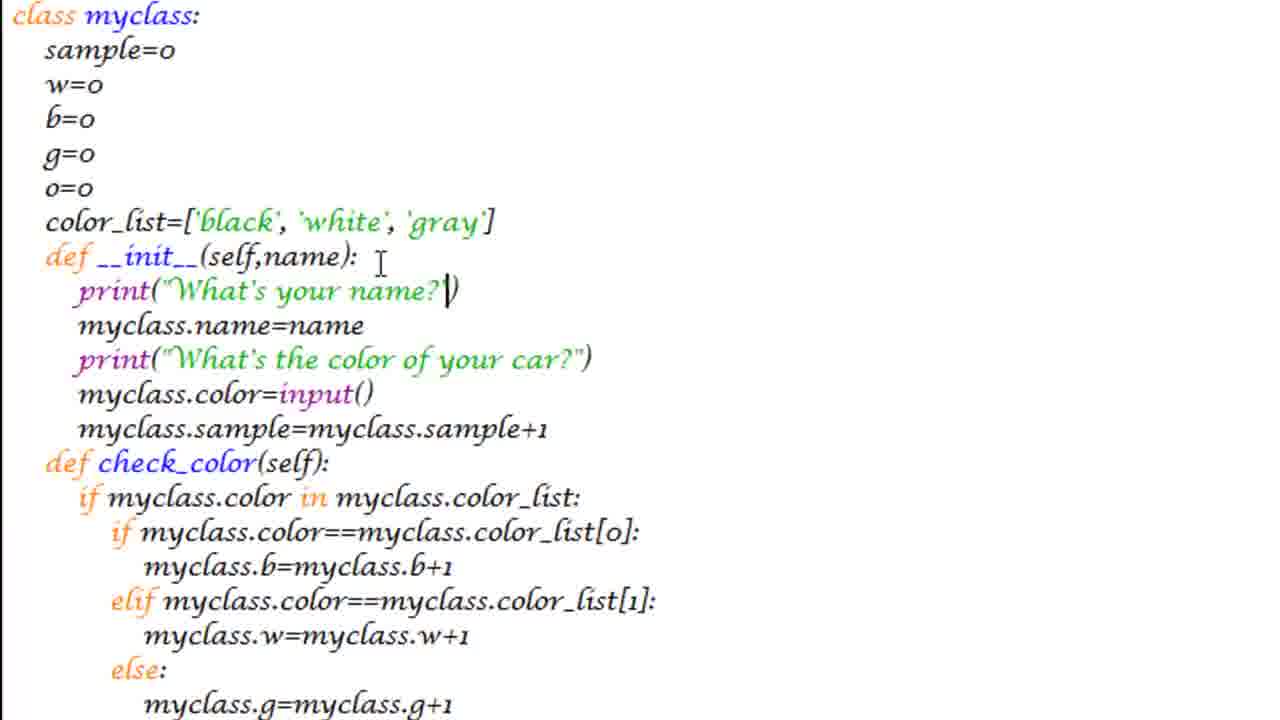 class myclass:
sample=0
w=0
b=0
g=0
o=0
color_list=['black', 'white', 'gray']
def __init__(self,name):
print("What's your name?")
myclass.name=name
print("What's the color of your car?")
myclass.color=input()
myclass.sample=myclass.sample+1
def check_color(self):
if myclass.color in myclass.color_list:
if myclass.color==myclass.color_list[0]:
myclass.b=myclass.b+1
elif myclass.color==myclass.color_list[1]:
myclass.w=myclass.w+1
else:
myclass.g=myclass.g+1